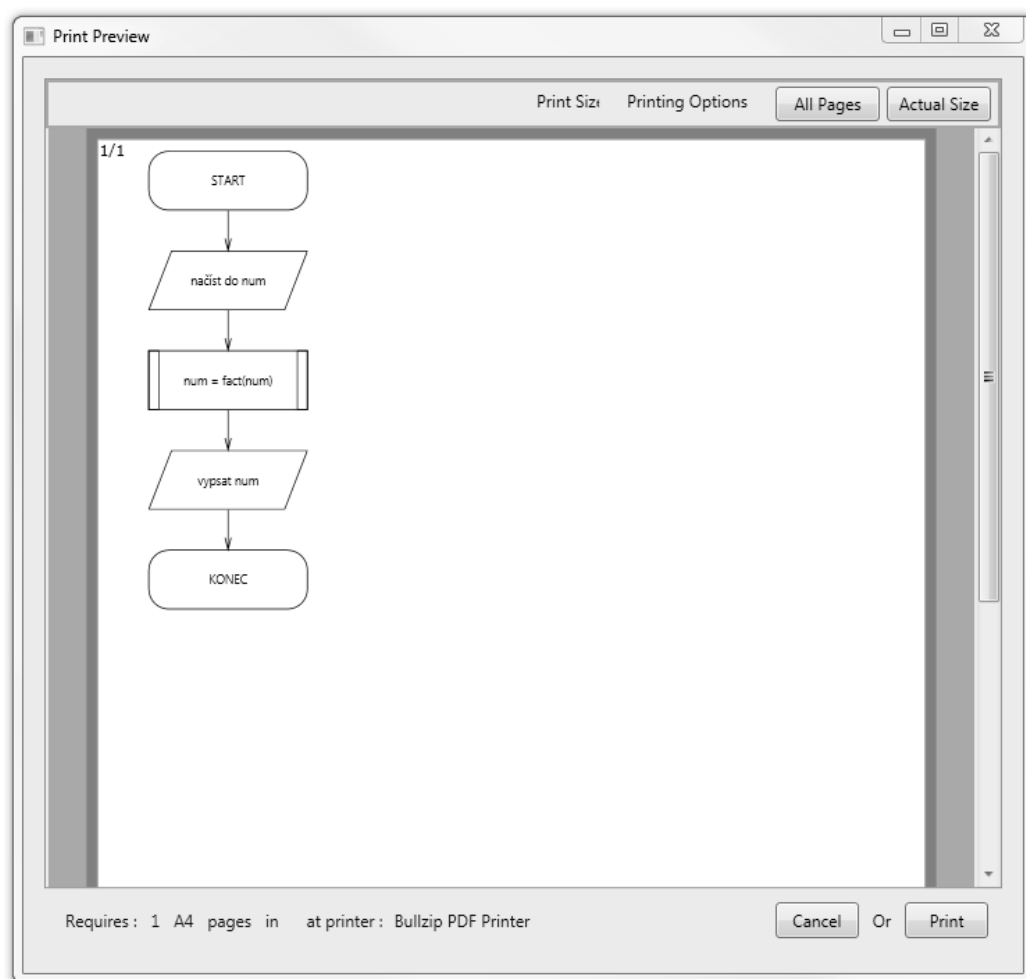 Print Preview
Print Size Printing Options All Pages Actual Size
1/1
START
načíst do num
num = fact(num)
vypsat num
KONEC
Requires : 1 A4 pages in at printer : Bullzip PDF Printer Cancel Or Print